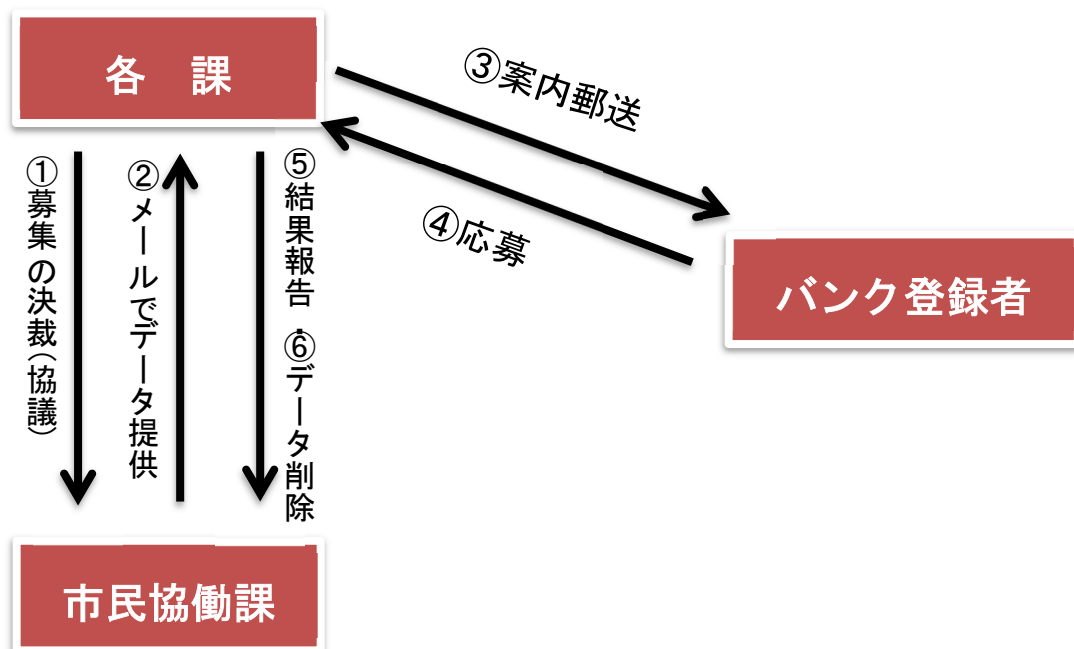 各　課
③案内郵送
④応募
①募集の決裁（協議）
②メールでデータ提供
⑤結果報告・⑥データ削除
バンク登録者
市民協働課